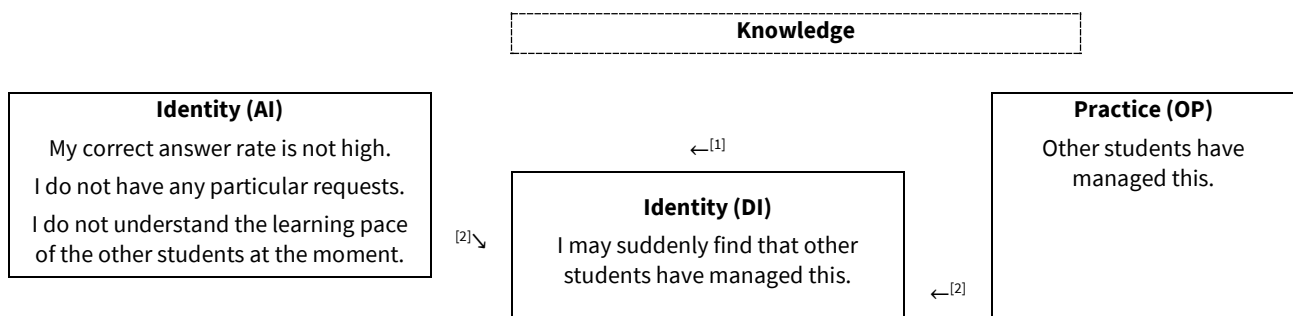 Knowledge
Identity (AI)
My correct answer rate is not high.
I do not have any particular requests.
I do not understand the learning pace
of the other students at the moment.
←[1]
[2]↘
Identity (DI)
I may suddenly find that other
students have managed this.
←[2]
Practice (OP)
Other students have
managed this.